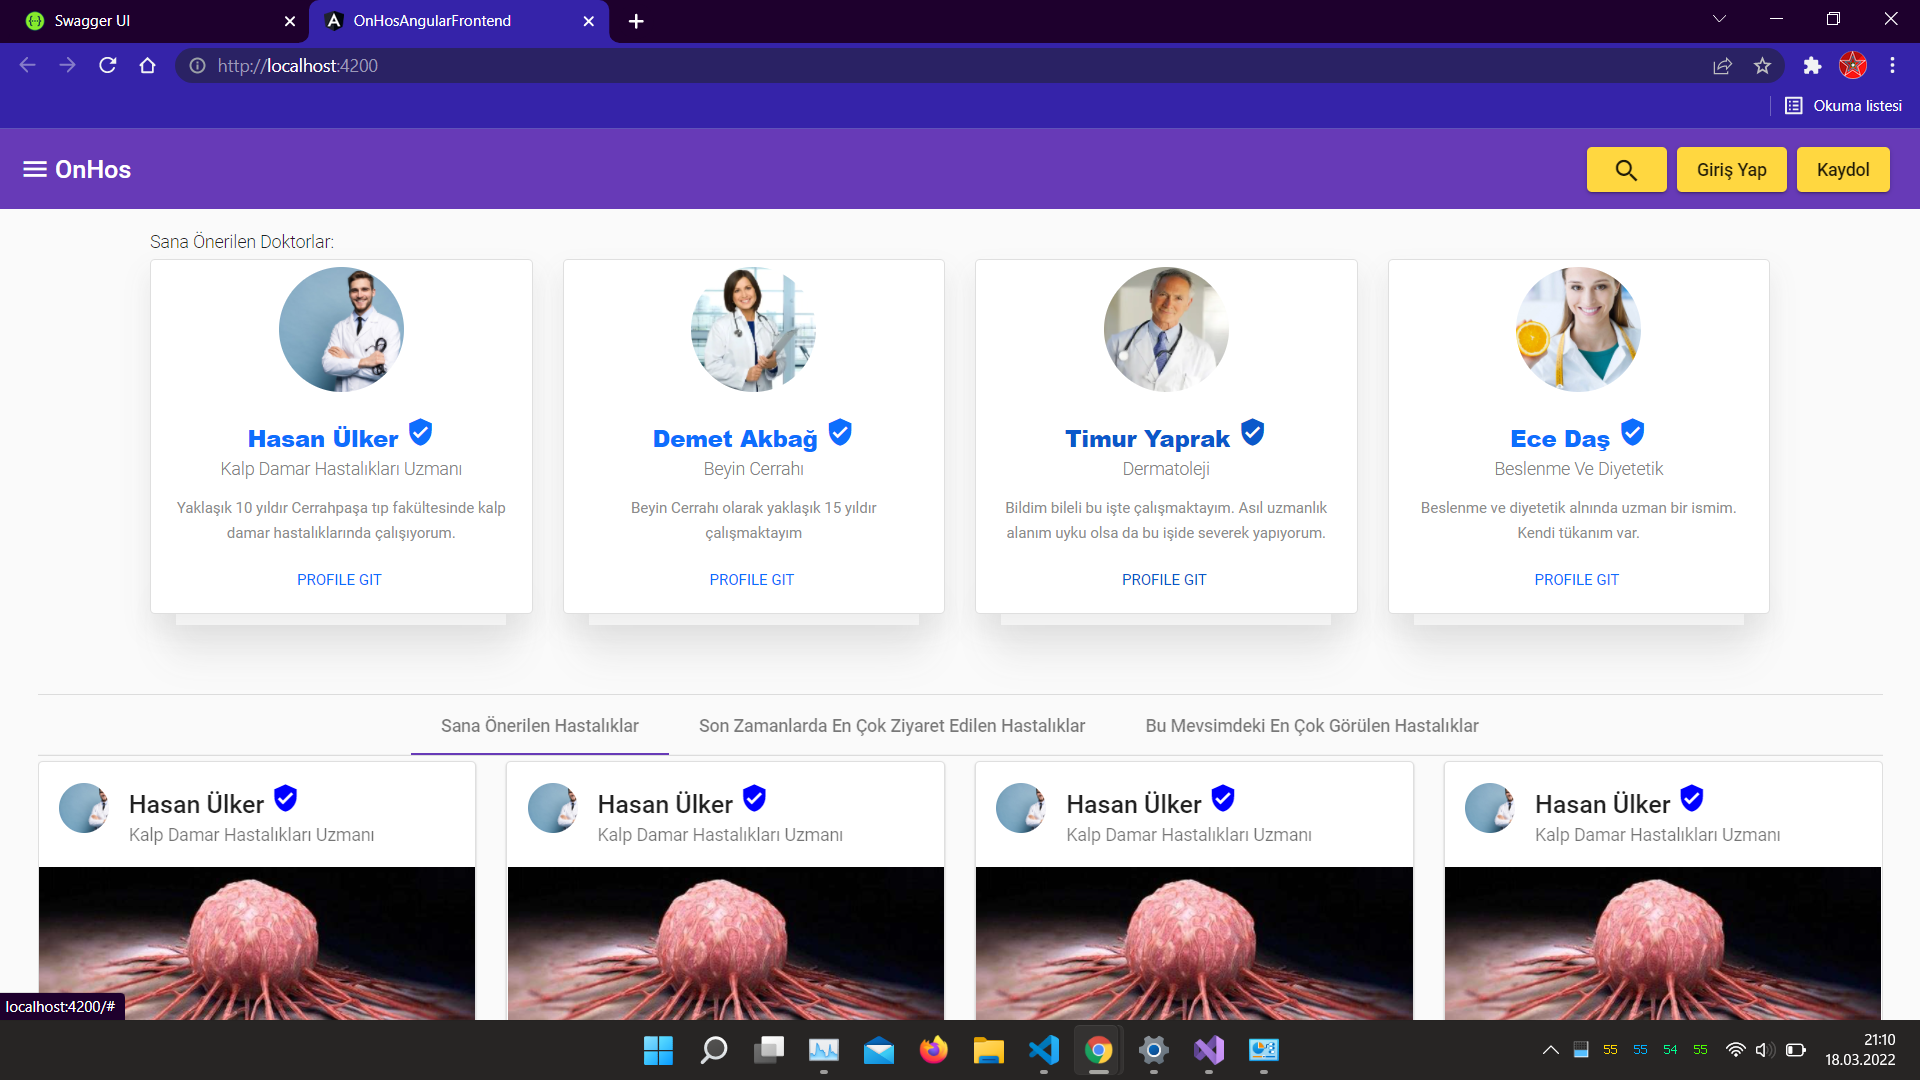 Swagger UI
OnHosAngularFrontend
http://localhost:4200
Okuma listesi
OnHos
Giriş Yap
Kaydol
Sana Önerilen Doktorlar:
Hasan Ülker
Kalp Damar Hastalıkları Uzmanı
Yaklaşık 10 yıldır Cerrahpaşa tıp fakültesinde kalp
damar hastalıklarında çalışıyorum.
PROFILE GIT
Demet Akbağ
Beyin Cerrahı
Beyin Cerrahı olarak yaklaşık 15 yıldır
çalışmaktayım
PROFILE GIT
Timur Yaprak
Dermatoleji
Bildim bileli bu işte çalışmaktayım. Asıl uzmanlık
alanım uyku olsa da bu işide severek yapıyorum.
PROFILE GIT
Ece Daş
Beslenme Ve Diyetetik
Beslenme ve diyetetik alnında uzman bir ismim.
Kendi tükanım var.
PROFILE GIT
Sana Önerilen Hastalıklar
Son Zamanlarda En Çok Ziyaret Edilen Hastalıklar
Bu Mevsimdeki En Çok Görülen Hastalıklar
Hasan Ülker
Kalp Damar Hastalıkları Uzmanı
Hasan Ülker
Kalp Damar Hastalıkları Uzmanı
Hasan Ülker
Kalp Damar Hastalıkları Uzmanı
Hasan Ülker
Kalp Damar Hastalıkları Uzmanı
localhost:4200/#
55 55 54 55
21:10
18.03.2022